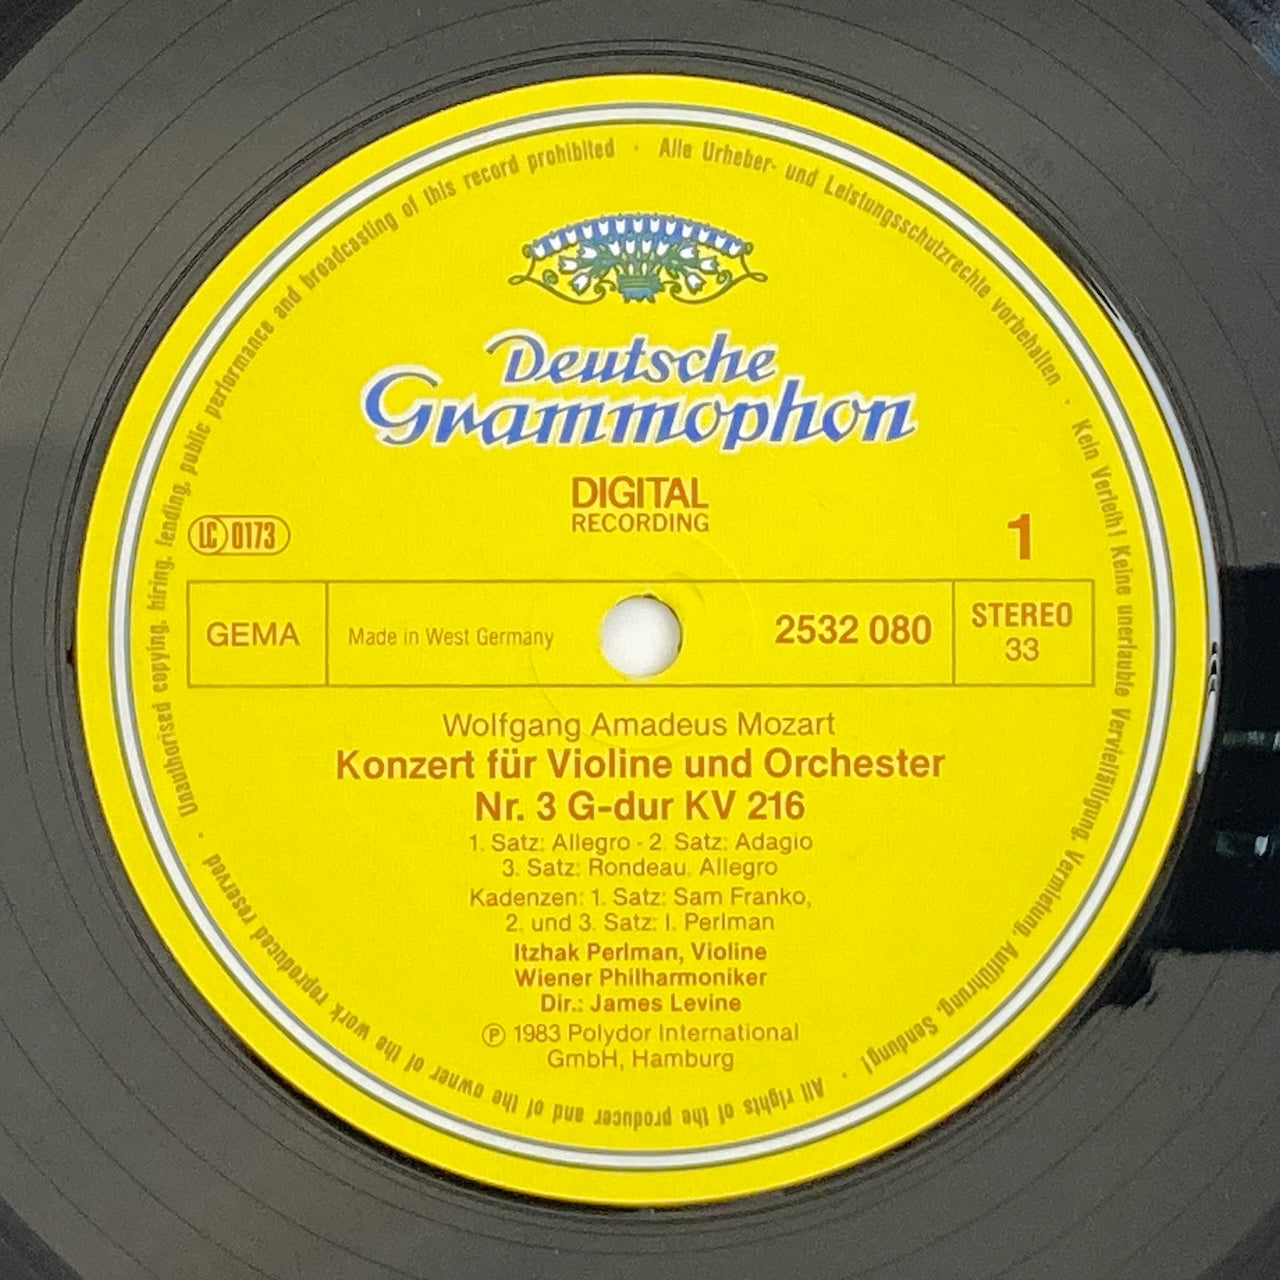 Deutsche
Grammophon
DIGITAL
RECORDING
LC 0173
1
GEMA
Made in West Germany
2532 080
STEREO
33
Wolfgang Amadeus Mozart
Konzert für Violine und Orchester
Nr. 3 G-dur KV 216
1. Satz: Allegro · 2. Satz: Adagio
3. Satz: Rondeau. Allegro
Kadenzen: 1. Satz: Sam Franko,
2. und 3. Satz: I. Perlman
Itzhak Perlman, Violine
Wiener Philharmoniker
Dir.: James Levine
℗ 1983 Polydor International
GmbH, Hamburg
Alle Urheber- und Leistungsschutzrechte vorbehalten · Kein Verleih! Keine unerlaubte Vervielfältigung, Vermietung, Aufführung, Sendung! · All rights of the producer and of the owner of the work reproduced reserved · Unauthorised copying, hiring, lending, public performance and broadcasting of this record prohibited ·